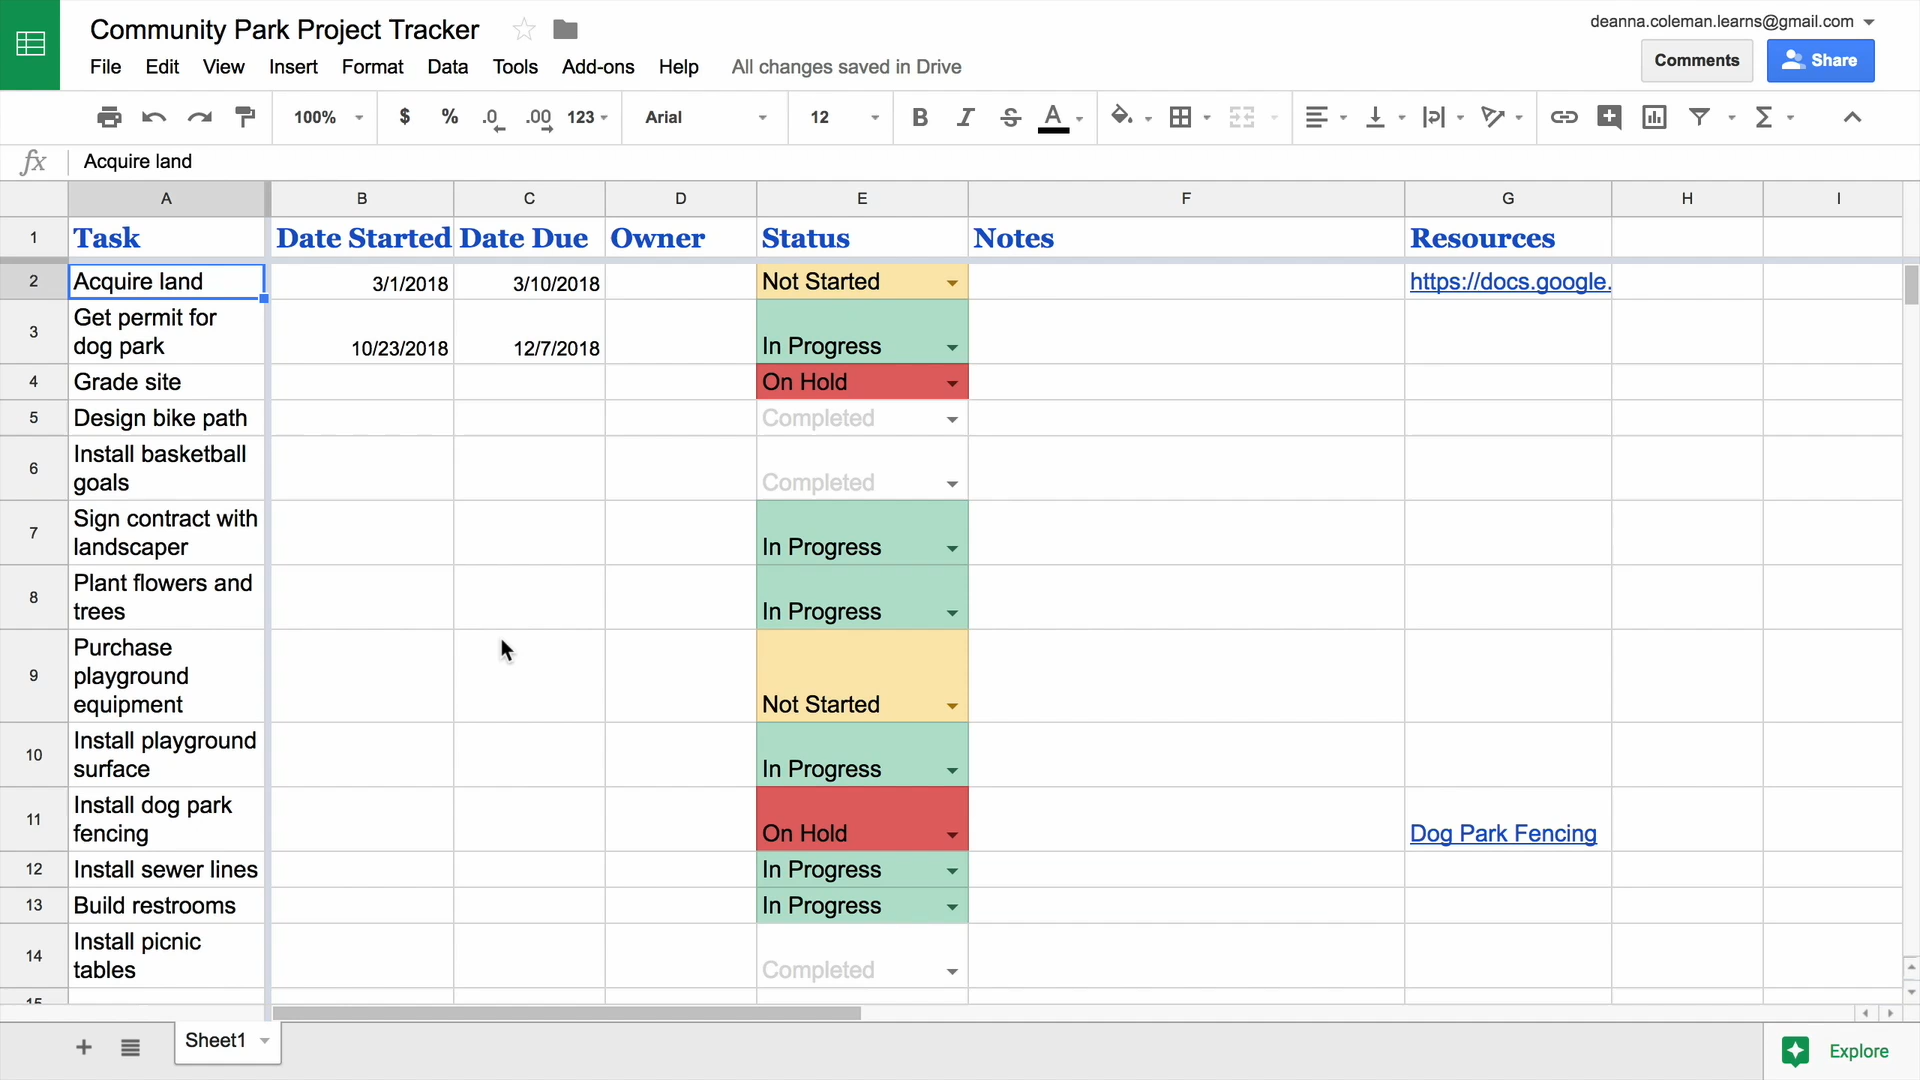 Community Park Project Tracker
deanna.coleman.learns@gmail.com
File Edit View Insert Format Data Tools Add-ons Help All changes saved in Drive
Comments
Share
100% $ % .0 .00 123 Arial 12 B I S A Σ
fx Acquire land
A B C D E F G H I
1 Task Date Started Date Due Owner Status Notes Resources
2 Acquire land 3/1/2018 3/10/2018 Not Started https://docs.google.
3 Get permit for
dog park 10/23/2018 12/7/2018 In Progress
4 Grade site On Hold
5 Design bike path Completed
6 Install basketball
goals Completed
7 Sign contract with
landscaper In Progress
8 Plant flowers and
trees In Progress
9 Purchase
playground
equipment Not Started
10 Install playground
surface In Progress
11 Install dog park
fencing On Hold Dog Park Fencing
12 Install sewer lines In Progress
13 Build restrooms In Progress
14 Install picnic
tables Completed
15
Sheet1
Explore